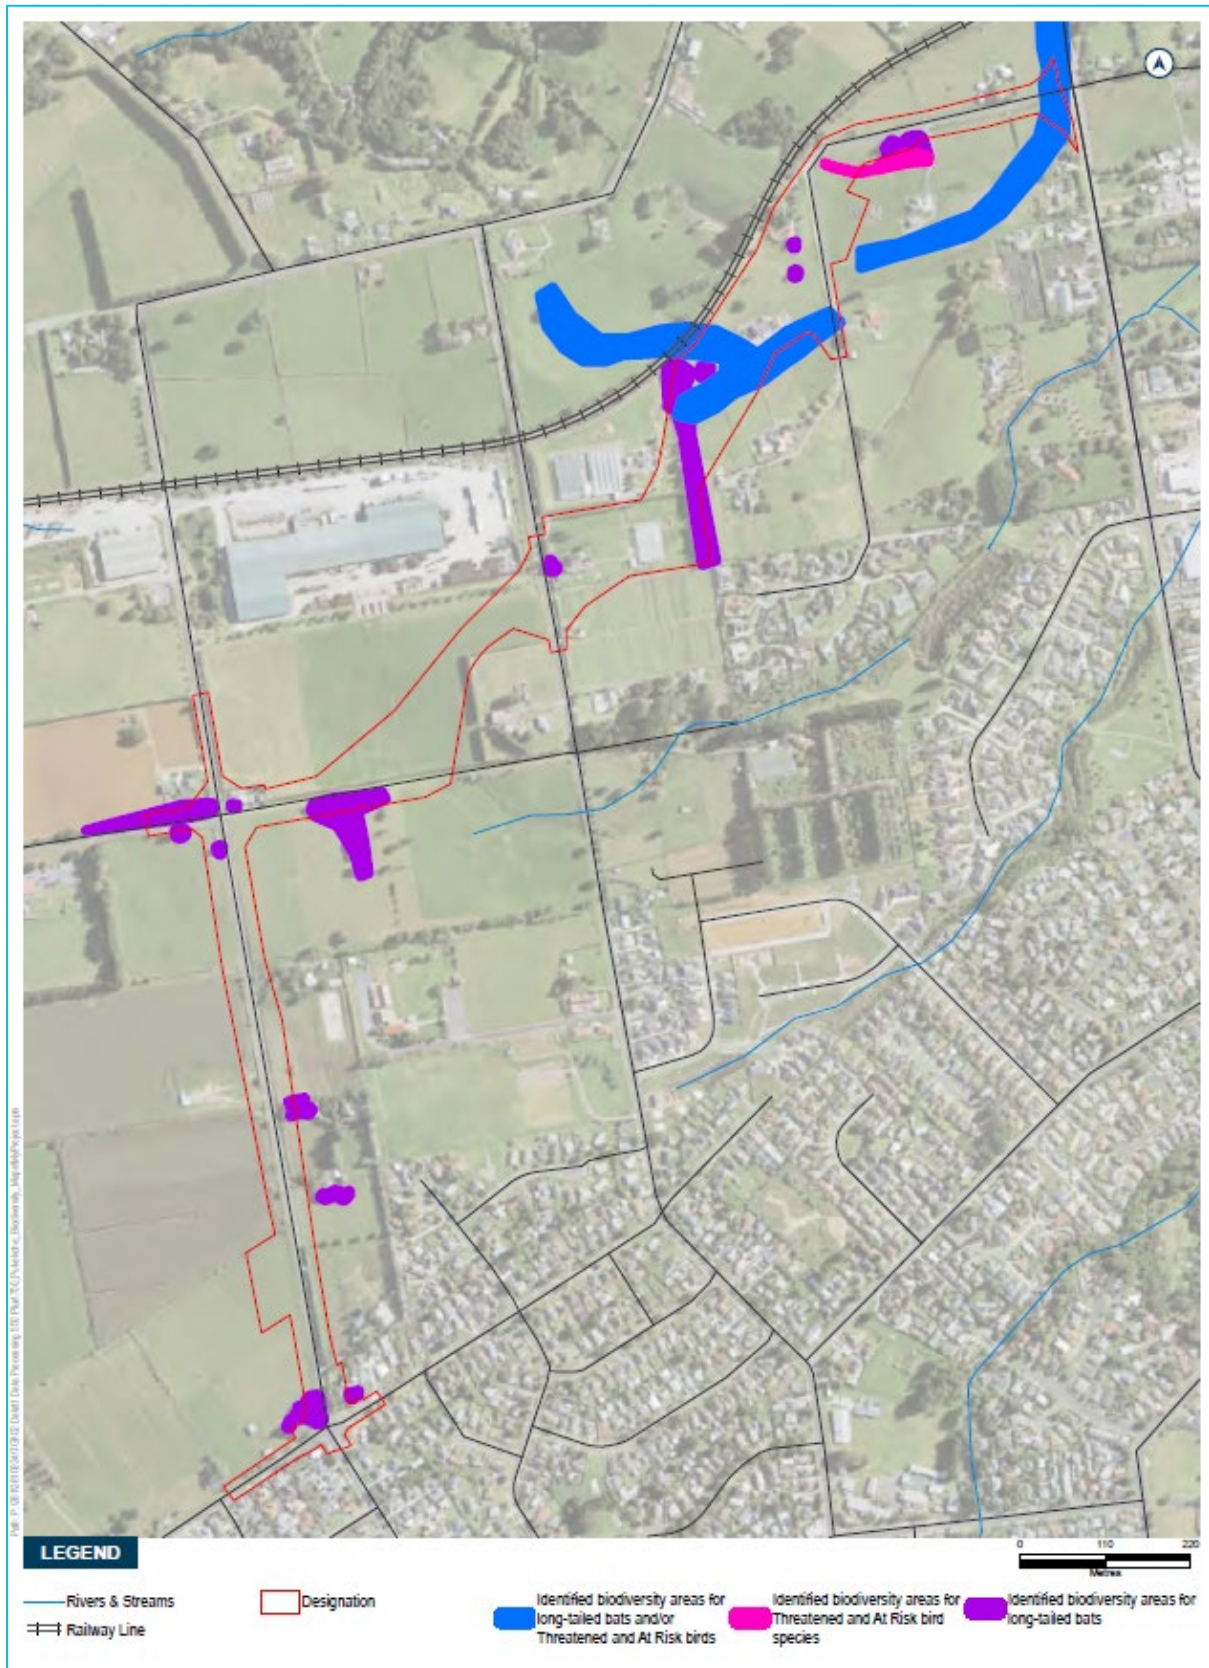 LEGEND
0 110 220
Metres
Rivers & Streams
Railway Line
Designation
Identified biodiversity areas for
long-tailed bats and/or
Threatened and At Risk birds
Identified biodiversity areas for
Threatened and At Risk bird
species
Identified biodiversity areas for
long-tailed bats